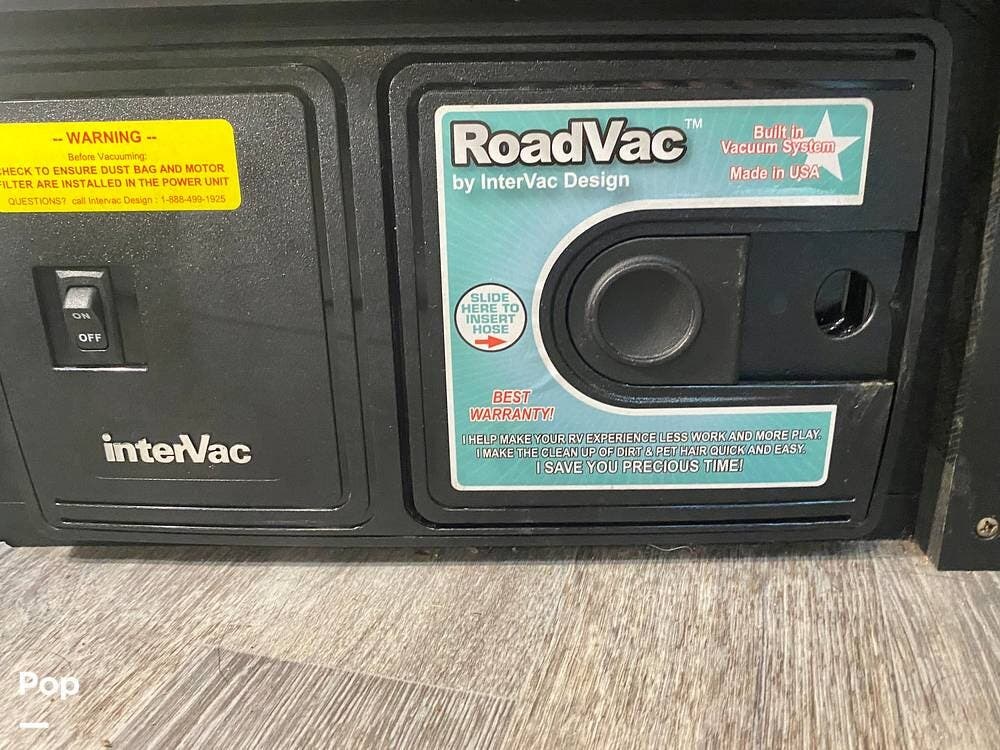 -- WARNING --
Before Vacuuming:
CHECK TO ENSURE DUST BAG AND MOTOR
FILTER ARE INSTALLED IN THE POWER UNIT
QUESTIONS? call Intervac Design : 1-888-499-1925
ON
OFF
interVac
RoadVac™
by InterVac Design
Built in
Vacuum System
Made in USA
SLIDE
HERE TO
INSERT
HOSE
BEST
WARRANTY!
I HELP MAKE YOUR RV EXPERIENCE LESS WORK AND MORE PLAY.
I MAKE THE CLEAN UP OF DIRT & PET HAIR QUICK AND EASY.
I SAVE YOU PRECIOUS TIME!
Pop